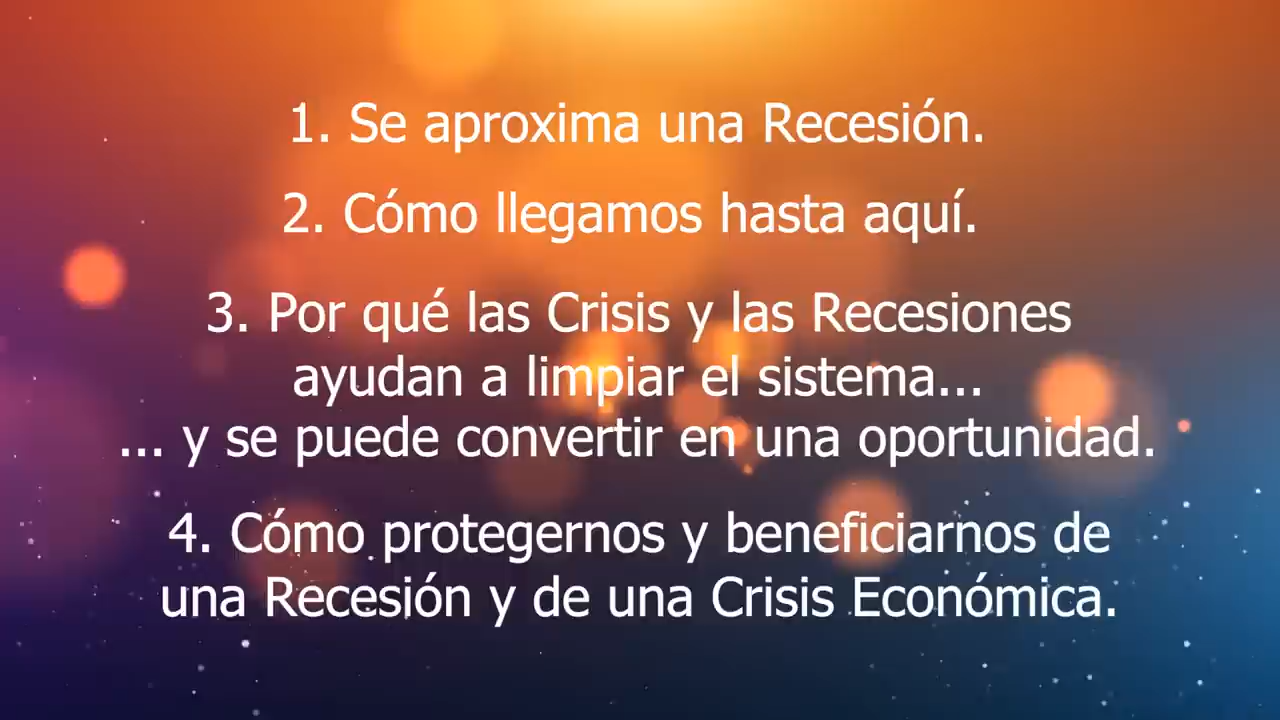 1. Se aproxima una Recesión.
2. Cómo llegamos hasta aquí.
3. Por qué las Crisis y las Recesiones
ayudan a limpiar el sistema...
... y se puede convertir en una oportunidad.
4. Cómo protegernos y beneficiarnos de
una Recesión y de una Crisis Económica.